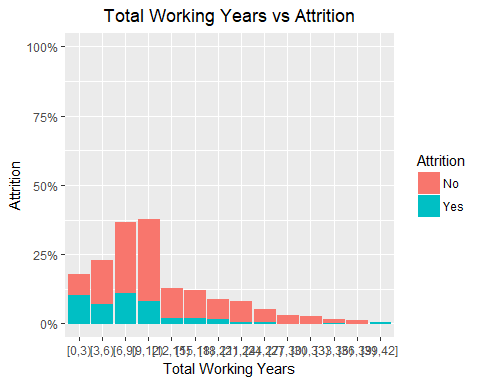 Total Working Years vs Attrition
100%
75%
50%
25%
0%
Attrition
[0,3)
[3,6)
[6,9)
Total Working Years
Attrition
No
Yes